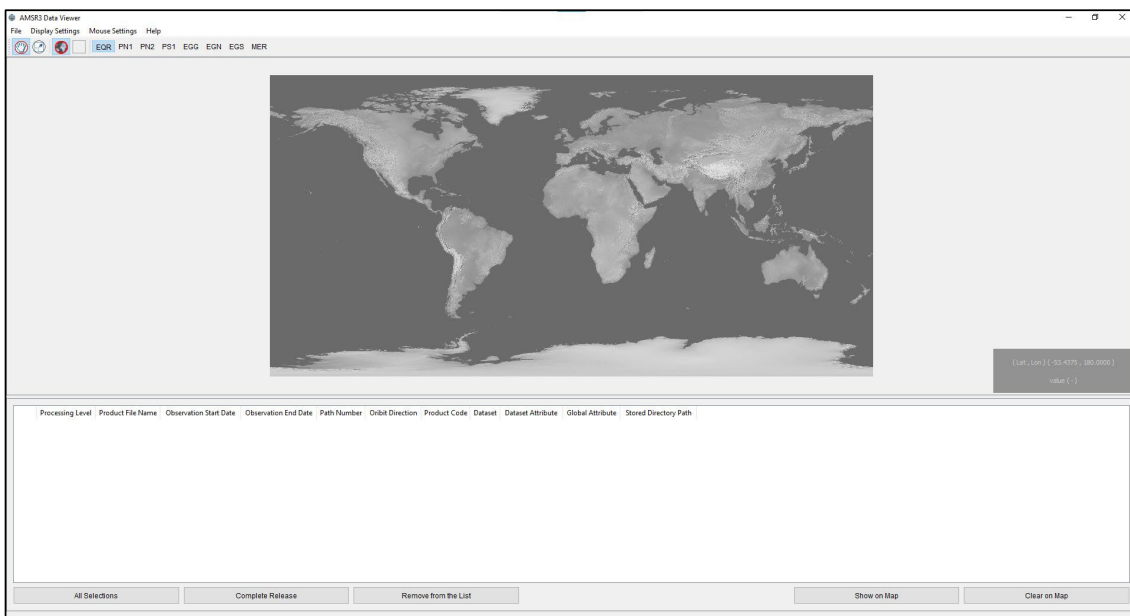 AMSR3 Data Viewer
File Display Settings Mouse Settings Help
EQR PN1 PN2 PS1 EGG EGN EGS MER
( Lat , Lon ) ( -53.4375 , 180.0000 )
value ( - )
Processing Level Product File Name Observation Start Date Observation End Date Path Number Oribit Direction Product Code Dataset Dataset Attribute Global Attribute Stored Directory Path
All Selections Complete Release Remove from the List Show on Map Clear on Map